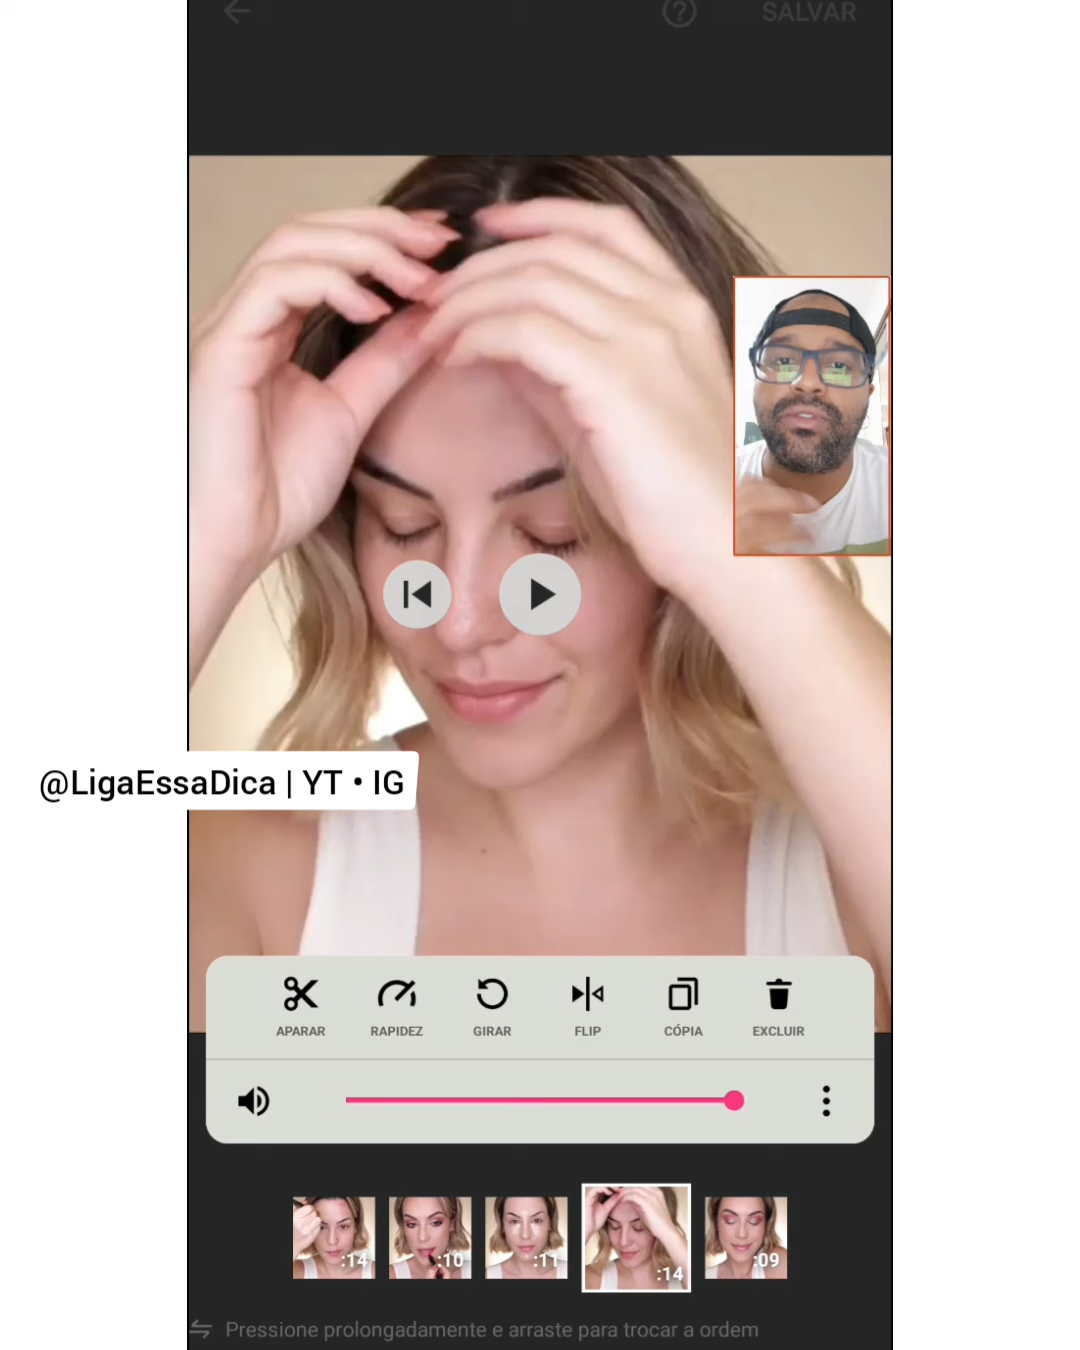 SALVAR
@LigaEssaDica | YT • IG
APARAR RAPIDEZ GIRAR FLIP CÓPIA EXCLUIR
:14 :10 :11 :14 :09
Pressione prolongadamente e arraste para trocar a ordem